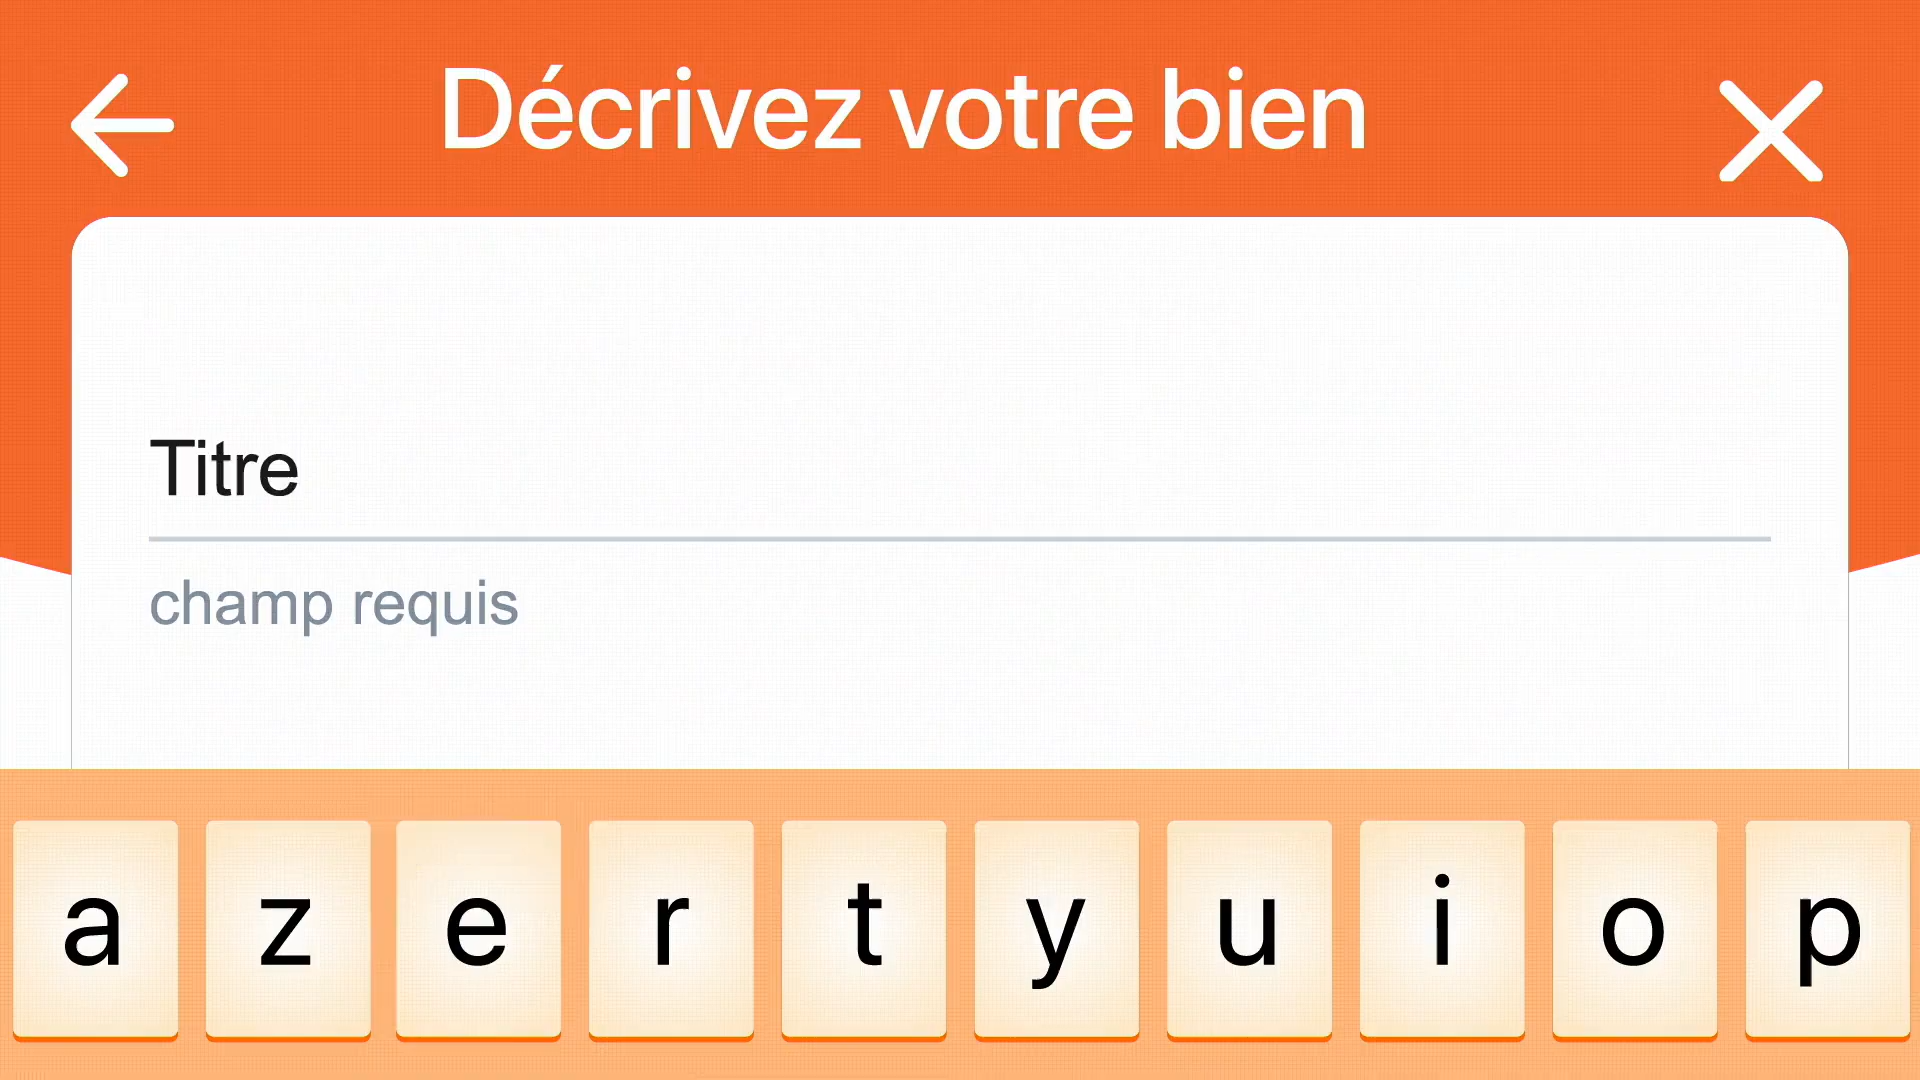 Décrivez votre bien
Titre
champ requis
a z e r t y u i o p